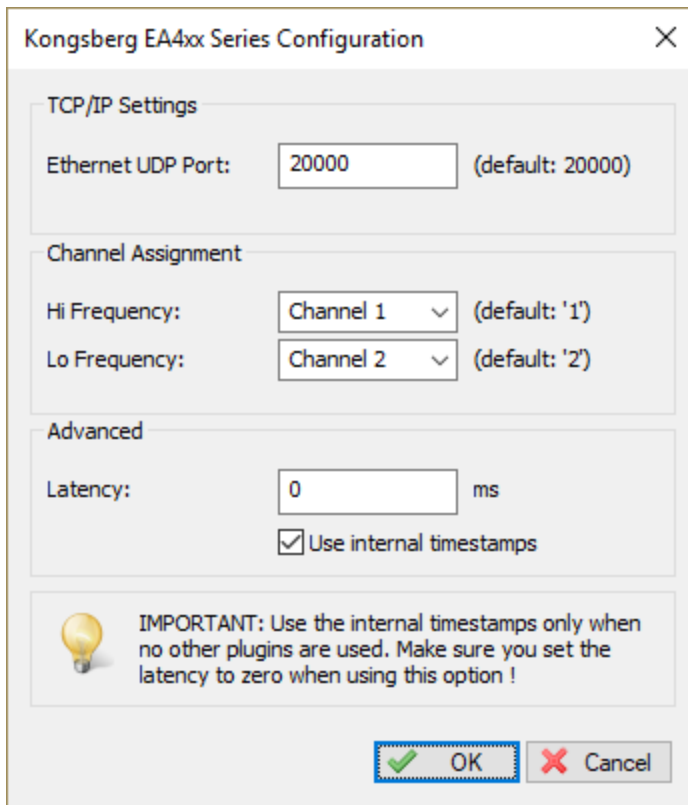 Kongsberg EA4xx Series Configuration
TCP/IP Settings
Ethernet UDP Port: 20000 (default: 20000)
Channel Assignment
Hi Frequency: Channel 1 (default: '1')
Lo Frequency: Channel 2 (default: '2')
Advanced
Latency: 0 ms
Use internal timestamps
IMPORTANT: Use the internal timestamps only when
no other plugins are used. Make sure you set the
latency to zero when using this option !
OK Cancel